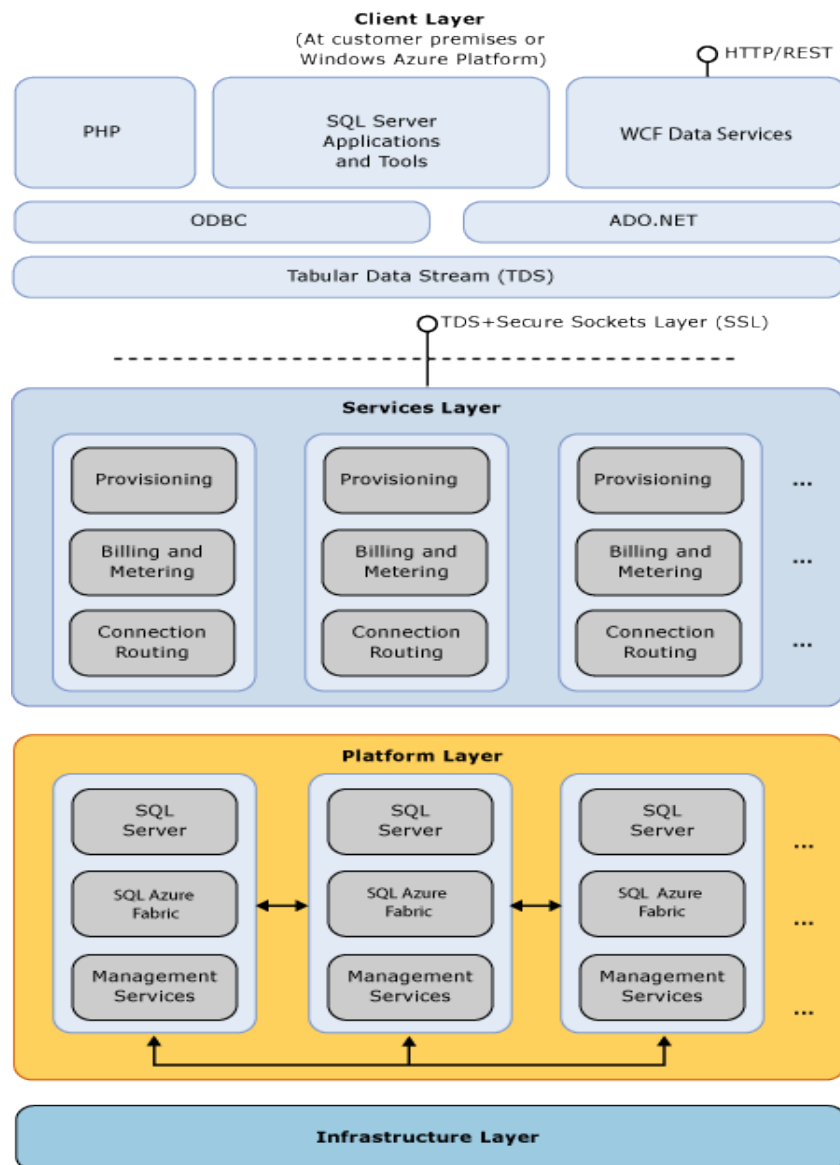 Client Layer
(At customer premises or
Windows Azure Platform)
HTTP/REST
PHP
SQL Server
Applications
and Tools
WCF Data Services
ODBC
ADO.NET
Tabular Data Stream (TDS)
TDS+Secure Sockets Layer (SSL)
Services Layer
Provisioning
Provisioning
Provisioning
...
Billing and
Metering
Billing and
Metering
Billing and
Metering
...
Connection
Routing
Connection
Routing
Connection
Routing
...
Platform Layer
SQL
Server
SQL
Server
SQL
Server
...
SQL Azure
Fabric
SQL Azure
Fabric
SQL Azure
Fabric
...
Management
Services
Management
Services
Management
Services
...
Infrastructure Layer